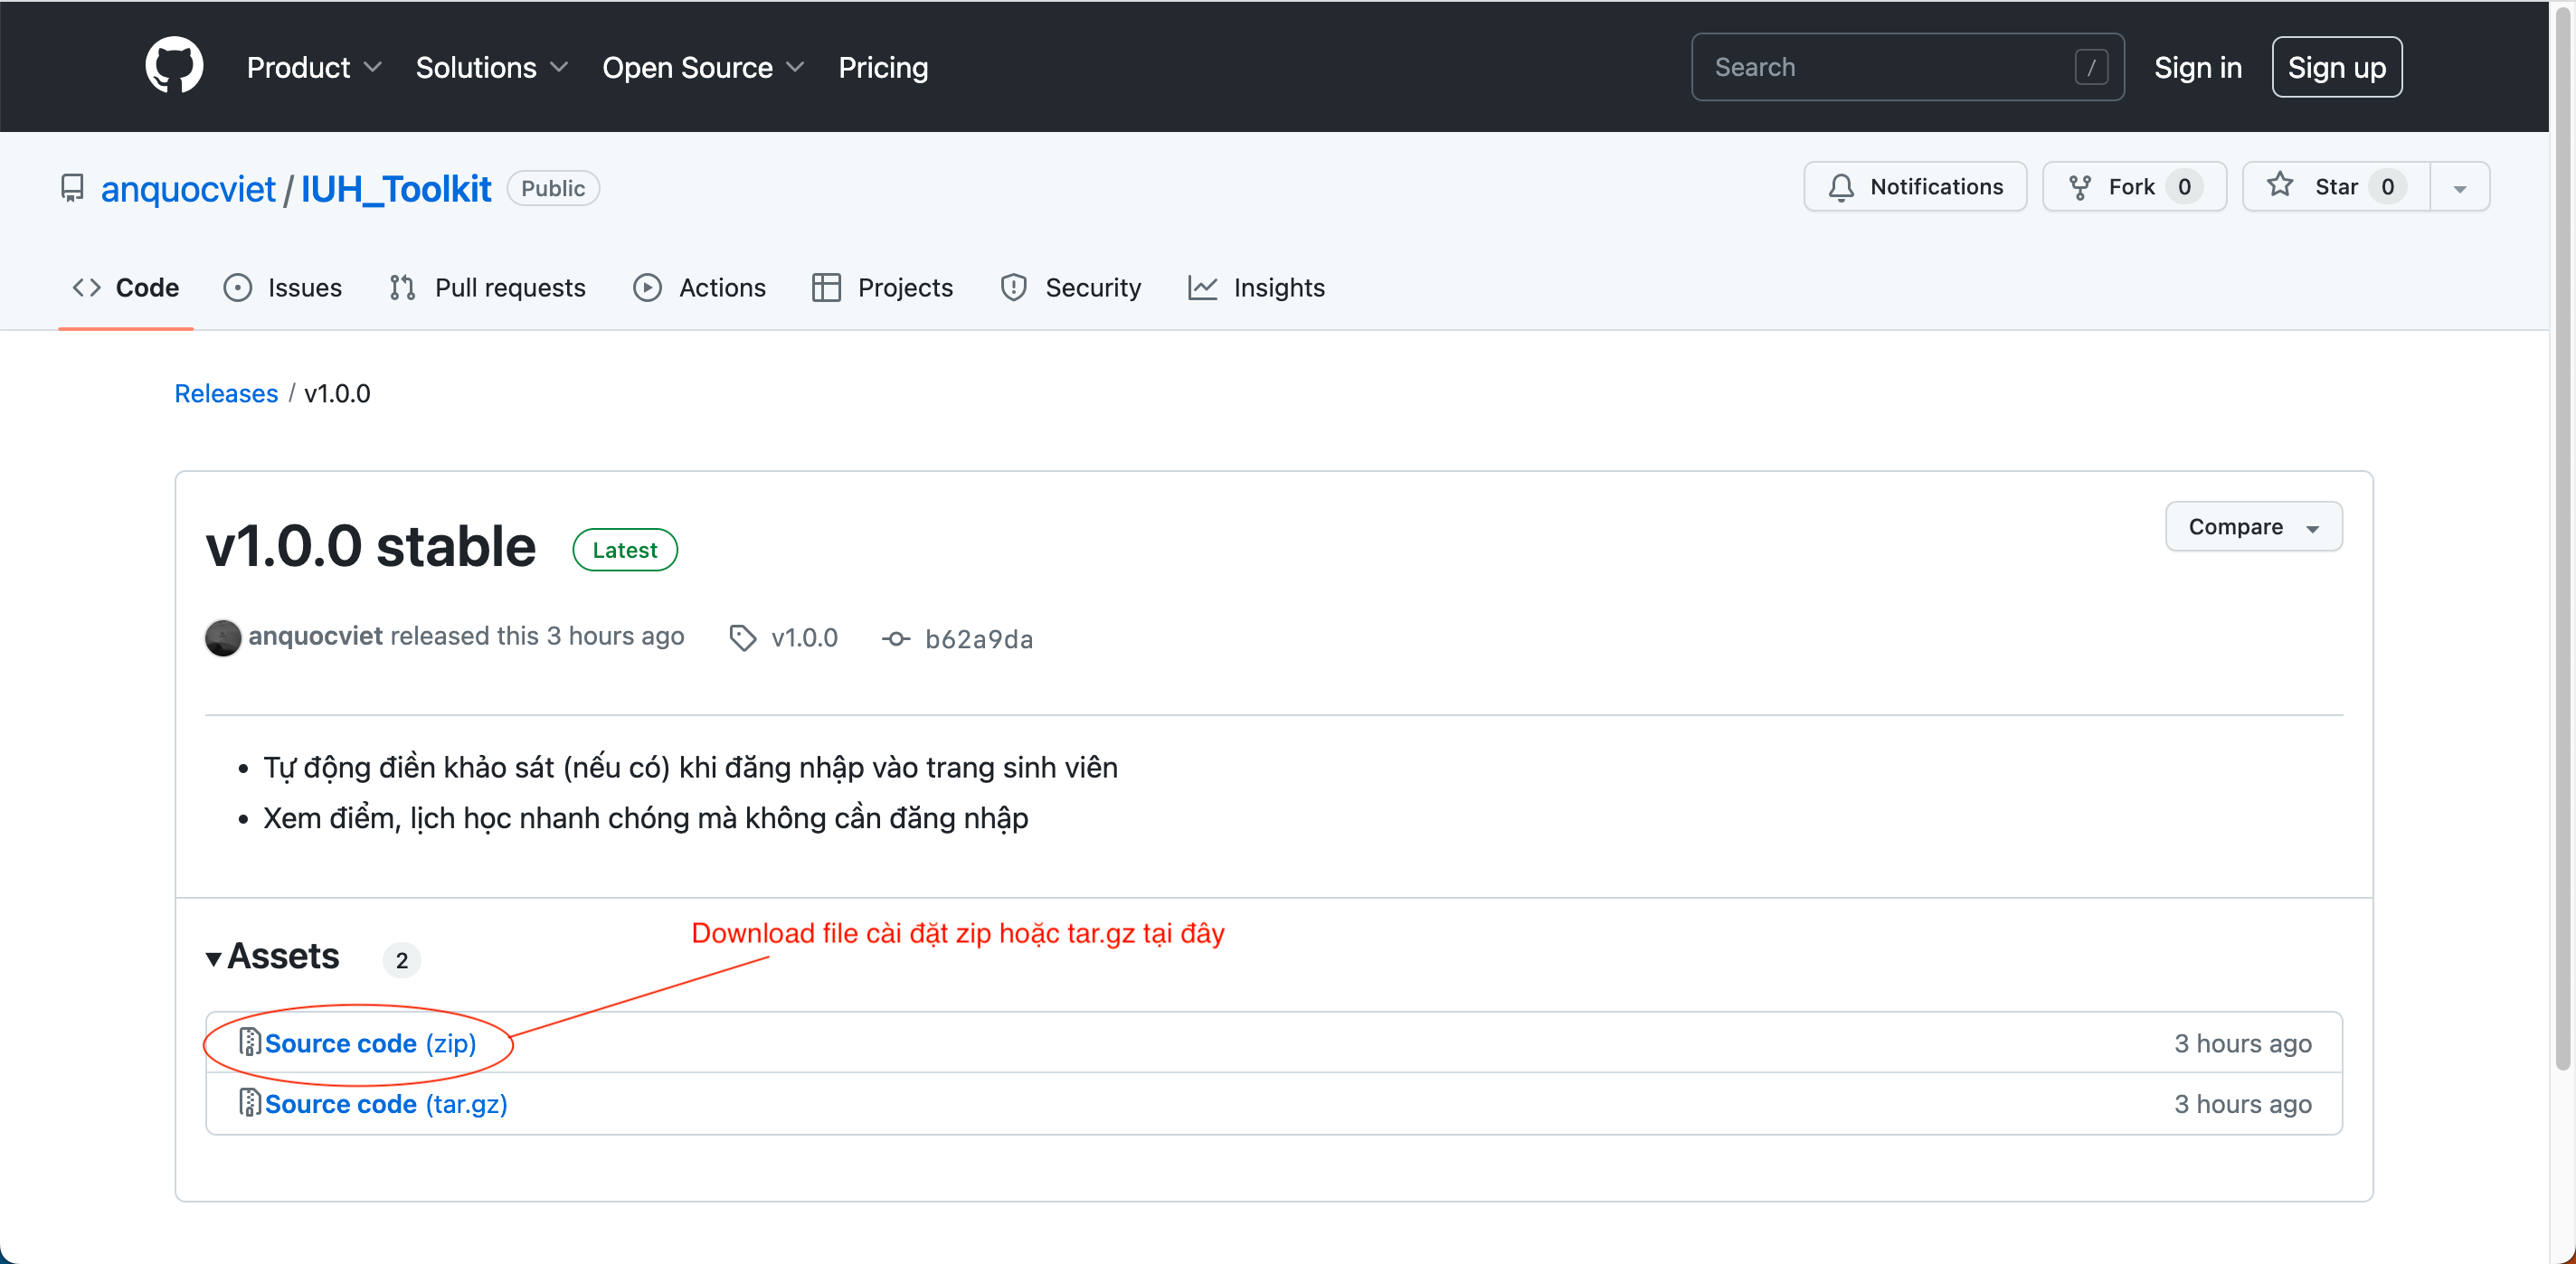 Product Solutions Open Source Pricing Search / Sign in Sign up
anquocviet / IUH_Toolkit Public Notifications Fork 0 Star 0
Code Issues Pull requests Actions Projects Security Insights
Releases / v1.0.0
v1.0.0 stable Latest Compare
anquocviet released this 3 hours ago v1.0.0 b62a9da
Tự động điền khảo sát (nếu có) khi đăng nhập vào trang sinh viên
Xem điểm, lịch học nhanh chóng mà không cần đăng nhập
Download file cài đặt zip hoặc tar.gz tại đây
Assets 2
Source code (zip) 3 hours ago
Source code (tar.gz) 3 hours ago